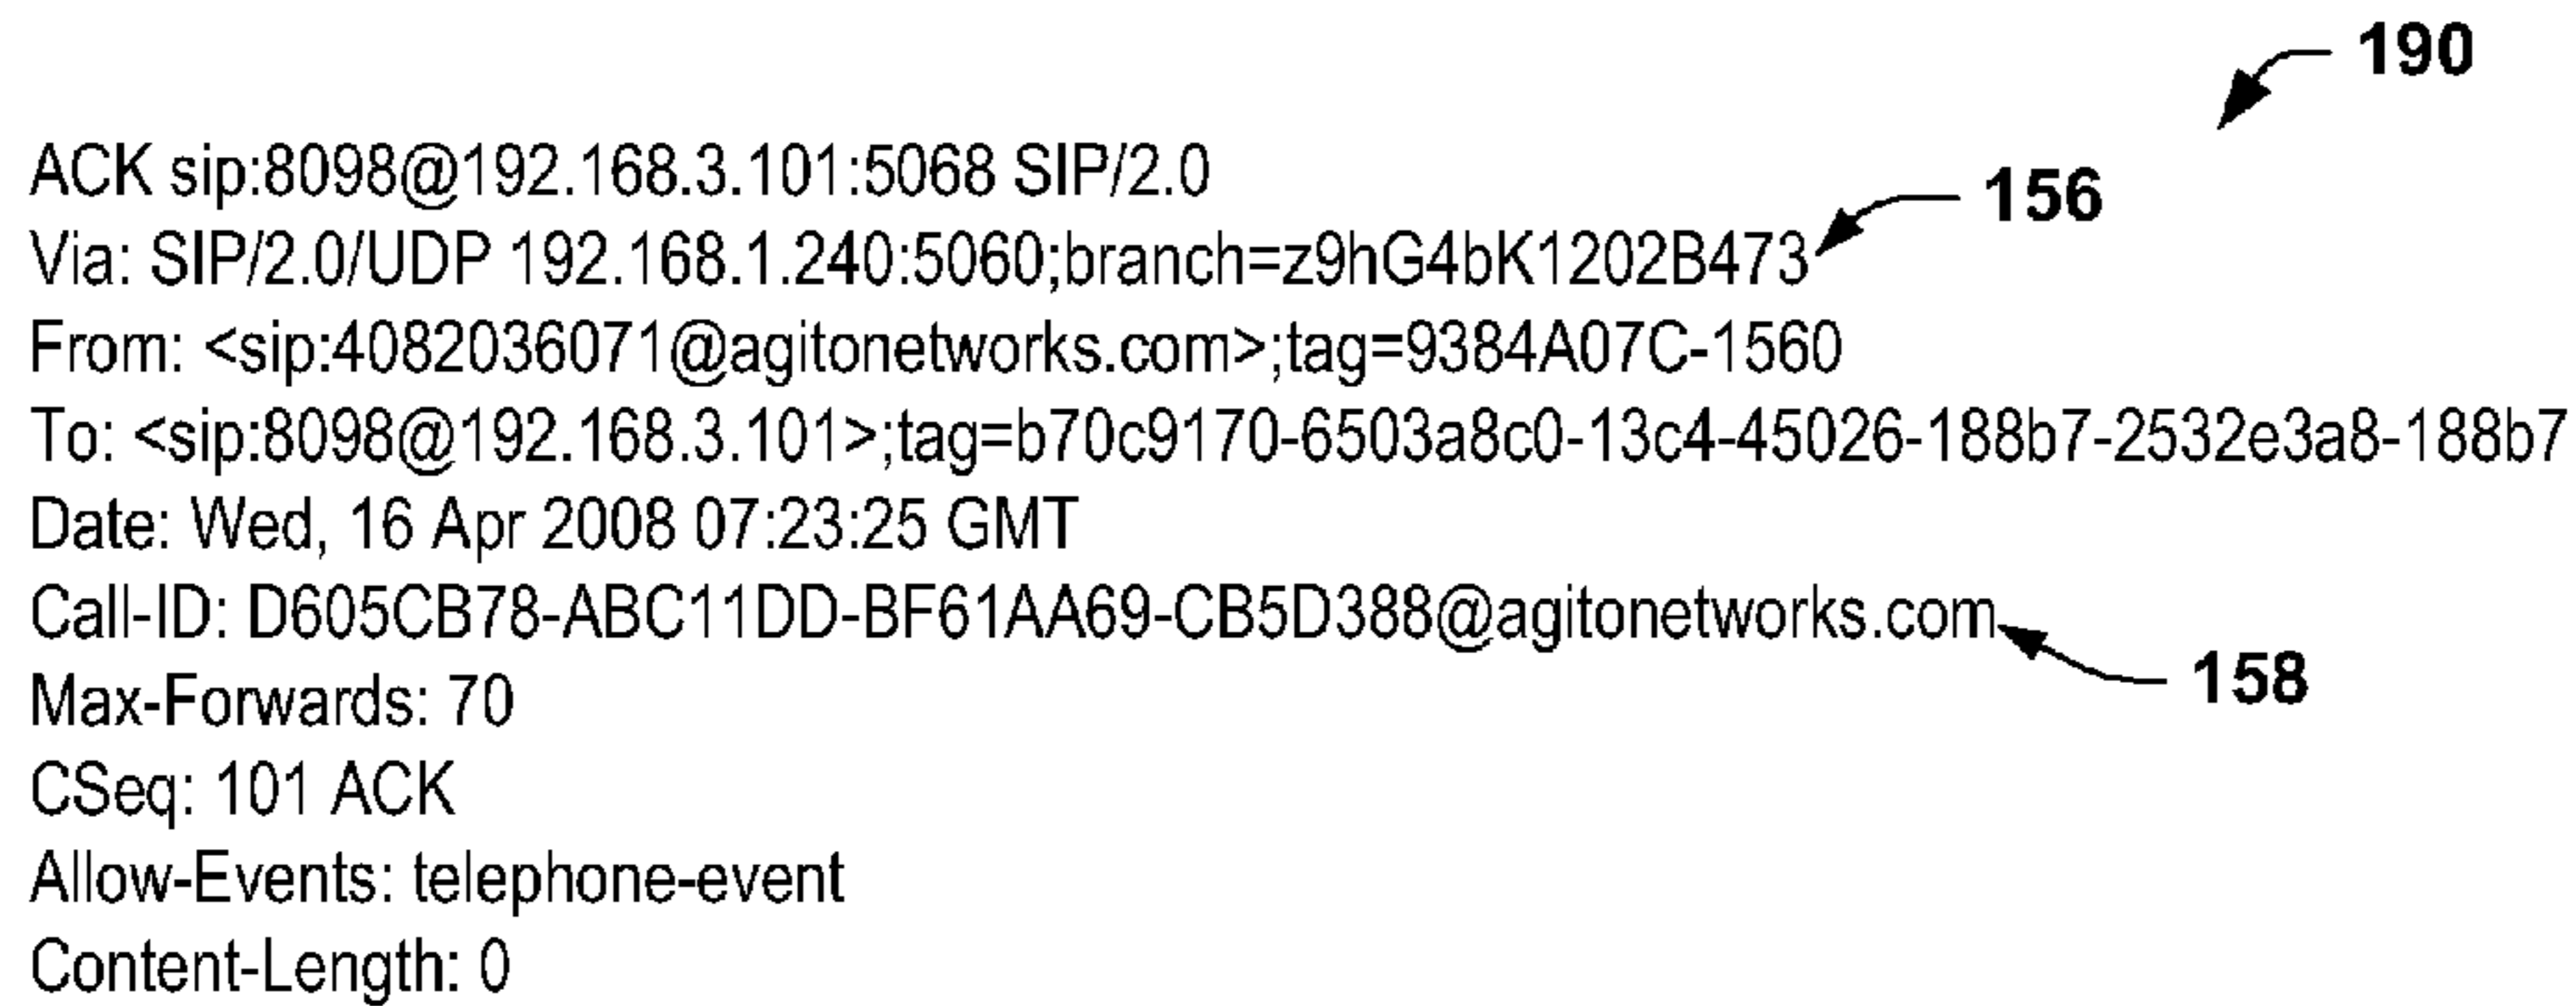 190
ACK sip:8098@192.168.3.101:5068 SIP/2.0
156
Via: SIP/2.0/UDP 192.168.1.240:5060;branch=z9hG4bK1202B473
From: <sip:4082036071@agitonetworks.com>;tag=9384A07C-1560
To: <sip:8098@192.168.3.101>;tag=b70c9170-6503a8c0-13c4-45026-188b7-2532e3a8-188b7
Date: Wed, 16 Apr 2008 07:23:25 GMT
Call-ID: D605CB78-ABC11DD-BF61AA69-CB5D388@agitonetworks.com
158
Max-Forwards: 70
CSeq: 101 ACK
Allow-Events: telephone-event
Content-Length: 0